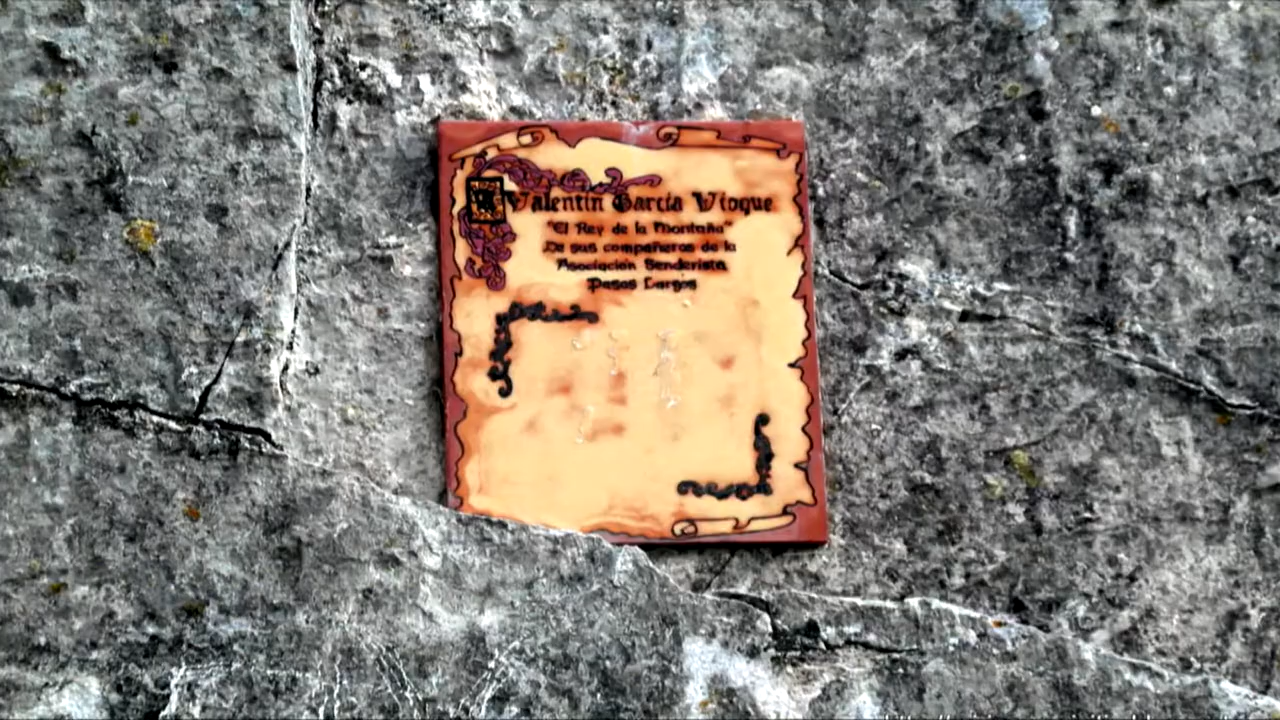 A Valentín García Vioque
"El Rey de la Montaña"
De sus compañeros de la
Asociación Senderista
Pasos Largos